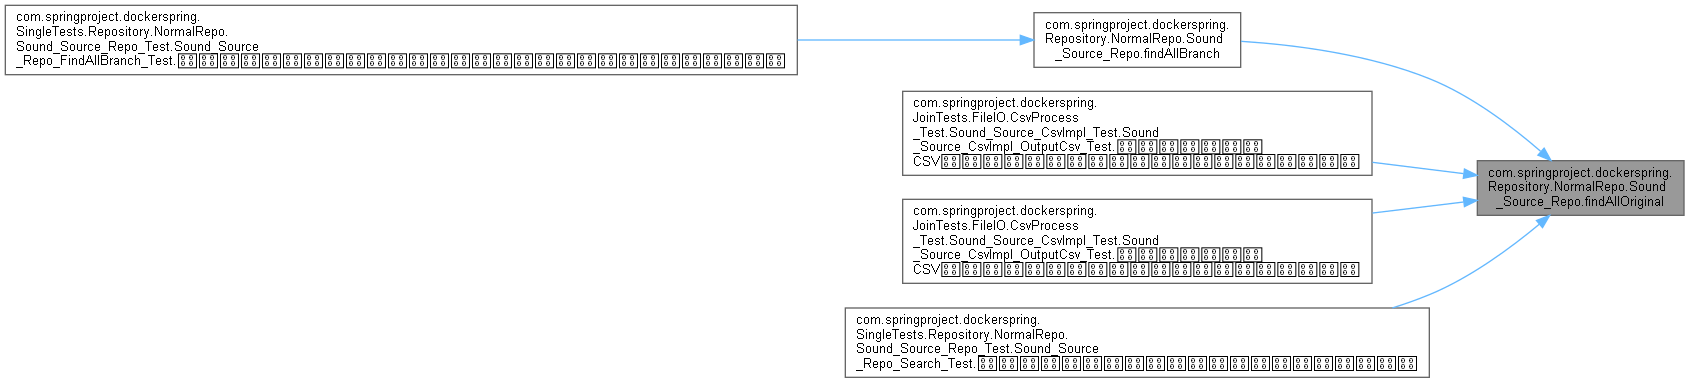 com.springproject.dockerspring.
SingleTests.Repository.NormalRepo.
Sound_Source_Repo_Test.Sound_Source
_Repo_FindAllBranch_Test.
com.springproject.dockerspring.
Repository.NormalRepo.Sound
_Source_Repo.findAllBranch
com.springproject.dockerspring.
JoinTests.FileIO.CsvProcess
_Test.Sound_Source_CsvImpl_Test.Sound
_Source_CsvImpl_OutputCsv_Test.
CSV
com.springproject.dockerspring.
Repository.NormalRepo.Sound
_Source_Repo.findAllOriginal
com.springproject.dockerspring.
JoinTests.FileIO.CsvProcess
_Test.Sound_Source_CsvImpl_Test.Sound
_Source_CsvImpl_OutputCsv_Test.
CSV
com.springproject.dockerspring.
SingleTests.Repository.NormalRepo.
Sound_Source_Repo_Test.Sound_Source
_Repo_Search_Test.